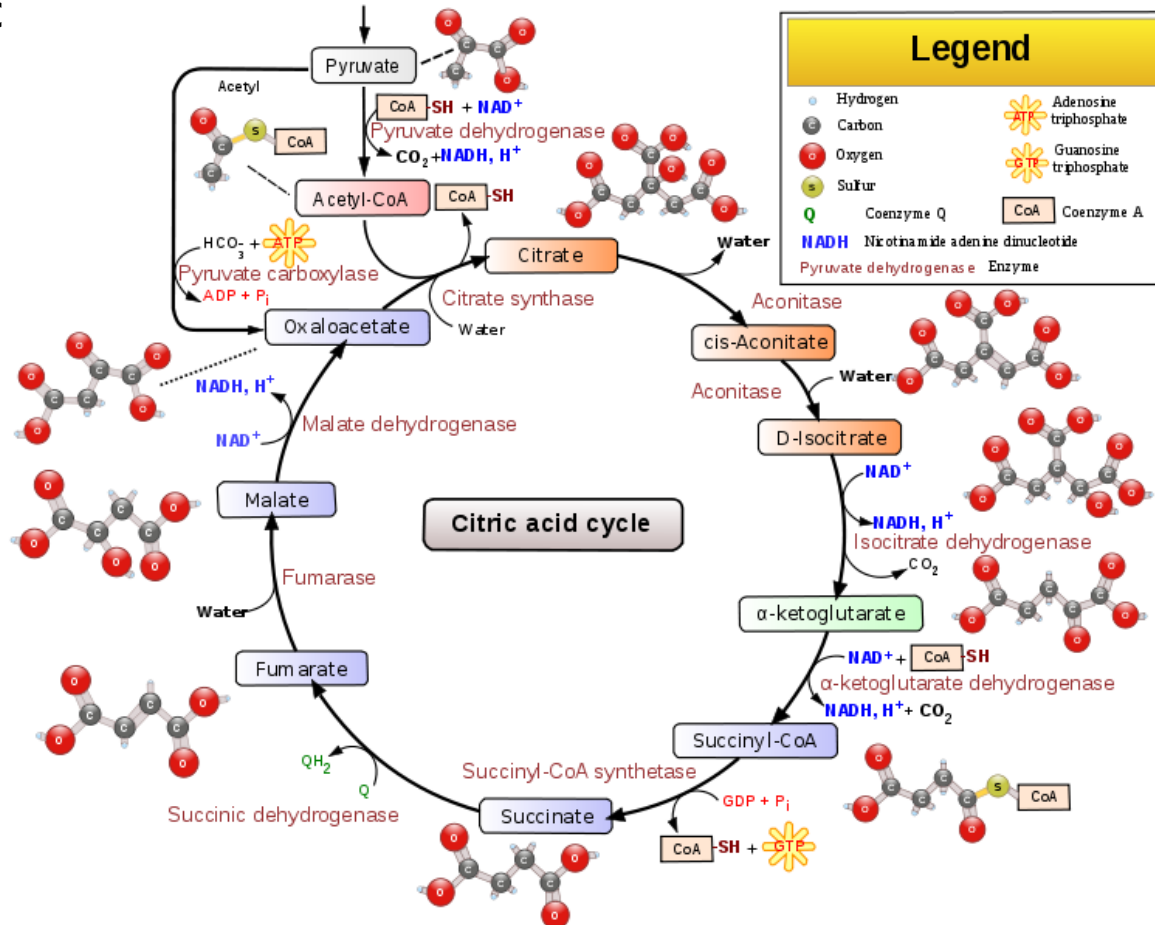 Pyruvate
Acetyl
CoA -SH + NAD+
Pyruvate dehydrogenase
CO2 + NADH, H+
S CoA
Acetyl-CoA
CoA -SH
HCO3- + ATP
Pyruvate carboxylase
ADP + Pi
Citrate
Water
Citrate synthase
Water
Aconitase
Oxaloacetate
cis-Aconitate
Water
Aconitase
D-Isocitrate
NADH, H+
NAD+
Malate dehydrogenase
NAD+
NADH, H+
Isocitrate dehydrogenase
CO2
Malate
Citric acid cycle
Fumarase
Water
α-ketoglutarate
NAD+ + CoA -SH
α-ketoglutarate dehydrogenase
NADH, H+ + CO2
Fumarate
Succinyl-CoA
S CoA
Succinyl-CoA synthetase
GDP + Pi
CoA -SH + GTP
QH2
Q
Succinic dehydrogenase
Succinate
Legend
Hydrogen
C Carbon
O Oxygen
S Sulfur
Q Coenzyme Q
NADH Nicotinamide adenine dinucleotide
Pyruvate dehydrogenase Enzyme
ATP Adenosine
triphosphate
GTP Guanosine
triphosphate
CoA Coenzyme A